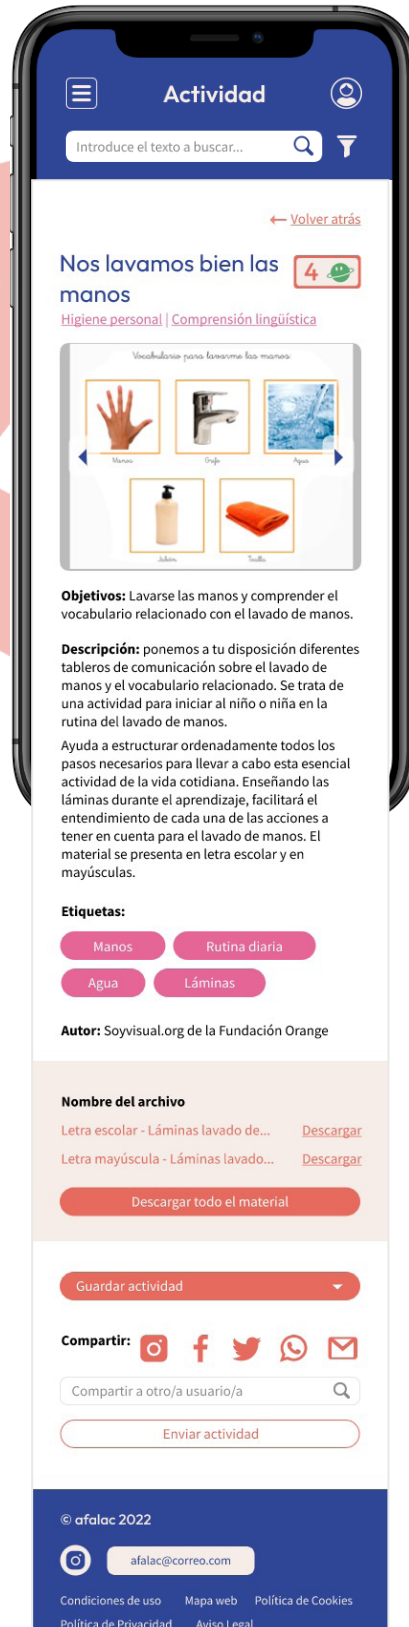 Actividad
Introduce el texto a buscar...
← Volver atrás
Nos lavamos bien las
manos
4
Higiene personal | Comprensión lingüística
Vocabulario para lavarme las manos:
Manos Grifo Agua
Jabón Toalla
Objetivos: Lavarse las manos y comprender el
vocabulario relacionado con el lavado de manos.
Descripción: ponemos a tu disposición diferentes
tableros de comunicación sobre el lavado de
manos y el vocabulario relacionado. Se trata de
una actividad para iniciar al niño o niña en la
rutina del lavado de manos.
Ayuda a estructurar ordenadamente todos los
pasos necesarios para llevar a cabo esta esencial
actividad de la vida cotidiana. Enseñando las
láminas durante el aprendizaje, facilitará el
entendimiento de cada una de las acciones a
tener en cuenta para el lavado de manos. El
material se presenta en letra escolar y en
mayúsculas.
Etiquetas:
Manos Rutina diaria
Agua Láminas
Autor: Soyvisual.org de la Fundación Orange
Nombre del archivo
Letra escolar - Láminas lavado de... Descargar
Letra mayúscula - Láminas lavado... Descargar
Descargar todo el material
Guardar actividad
Compartir:
Compartir a otro/a usuario/a
Enviar actividad
© afalac 2022
afalac@correo.com
Condiciones de uso Mapa web Política de Cookies
Política de Privacidad Aviso Legal